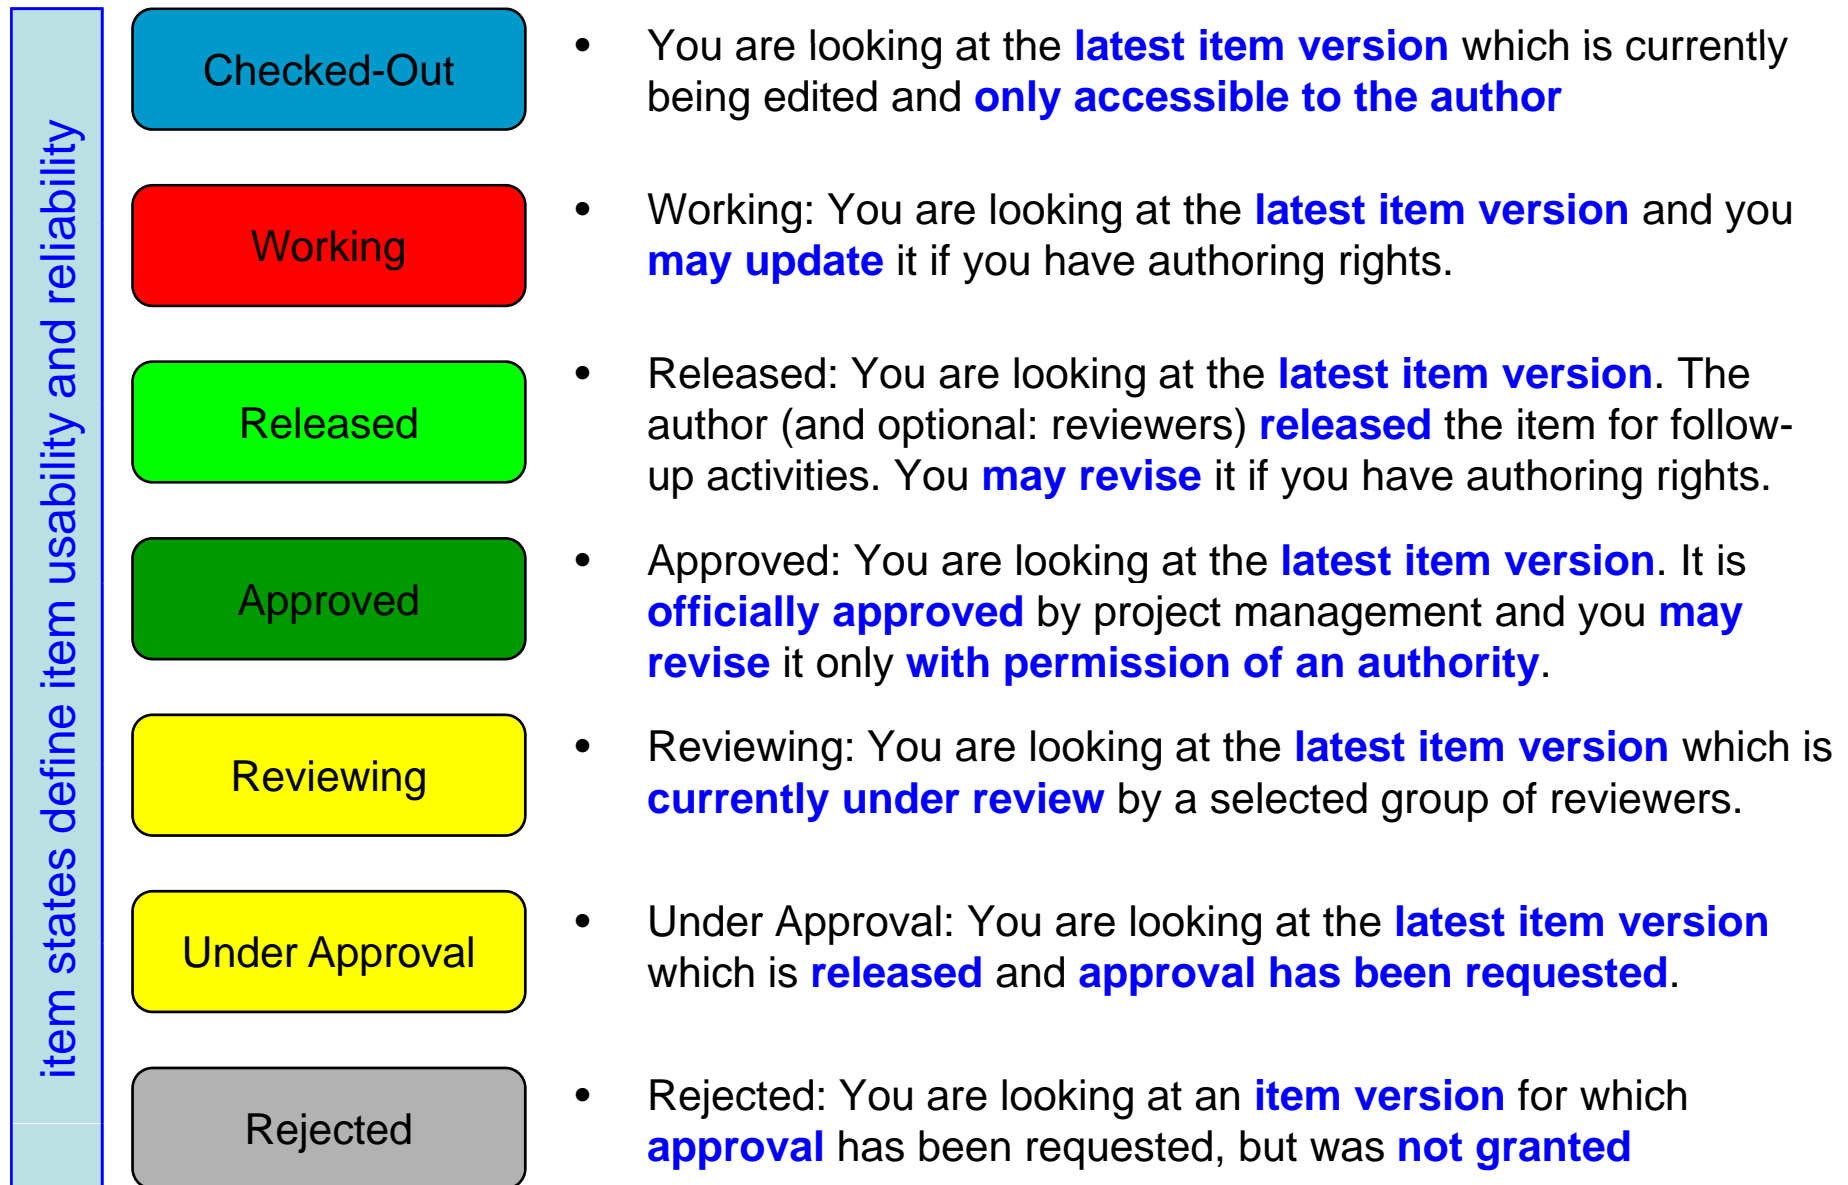 item states define item usability and reliability
Checked-Out
• You are looking at the latest item version which is currently
being edited and only accessible to the author
Working
• Working: You are looking at the latest item version and you
may update it if you have authoring rights.
Released
• Released: You are looking at the latest item version. The
author (and optional: reviewers) released the item for follow-
up activities. You may revise it if you have authoring rights.
Approved
• Approved: You are looking at the latest item version. It is
officially approved by project management and you may
revise it only with permission of an authority.
Reviewing
• Reviewing: You are looking at the latest item version which is
currently under review by a selected group of reviewers.
Under Approval
• Under Approval: You are looking at the latest item version
which is released and approval has been requested.
Rejected
• Rejected: You are looking at an item version for which
approval has been requested, but was not granted